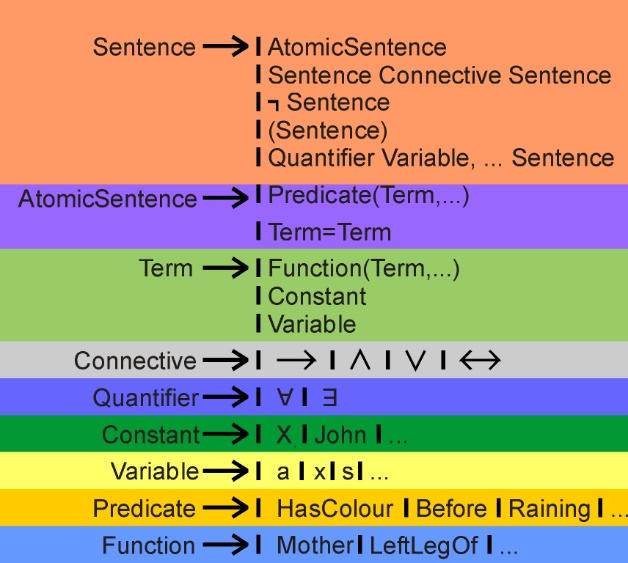 Sentence → | AtomicSentence
| Sentence Connective Sentence
| ¬ Sentence
| (Sentence)
| Quantifier Variable, ... Sentence
AtomicSentence → | Predicate(Term,...)
| Term=Term
Term → | Function(Term,...)
| Constant
| Variable
Connective → | → | ∧ | ∨ | ↔
Quantifier → | ∀ | ∃
Constant → | X | John | ...
Variable → | a | x | s | ...
Predicate → | HasColour | Before | Raining | ...
Function → | Mother | LeftLegOf | ...